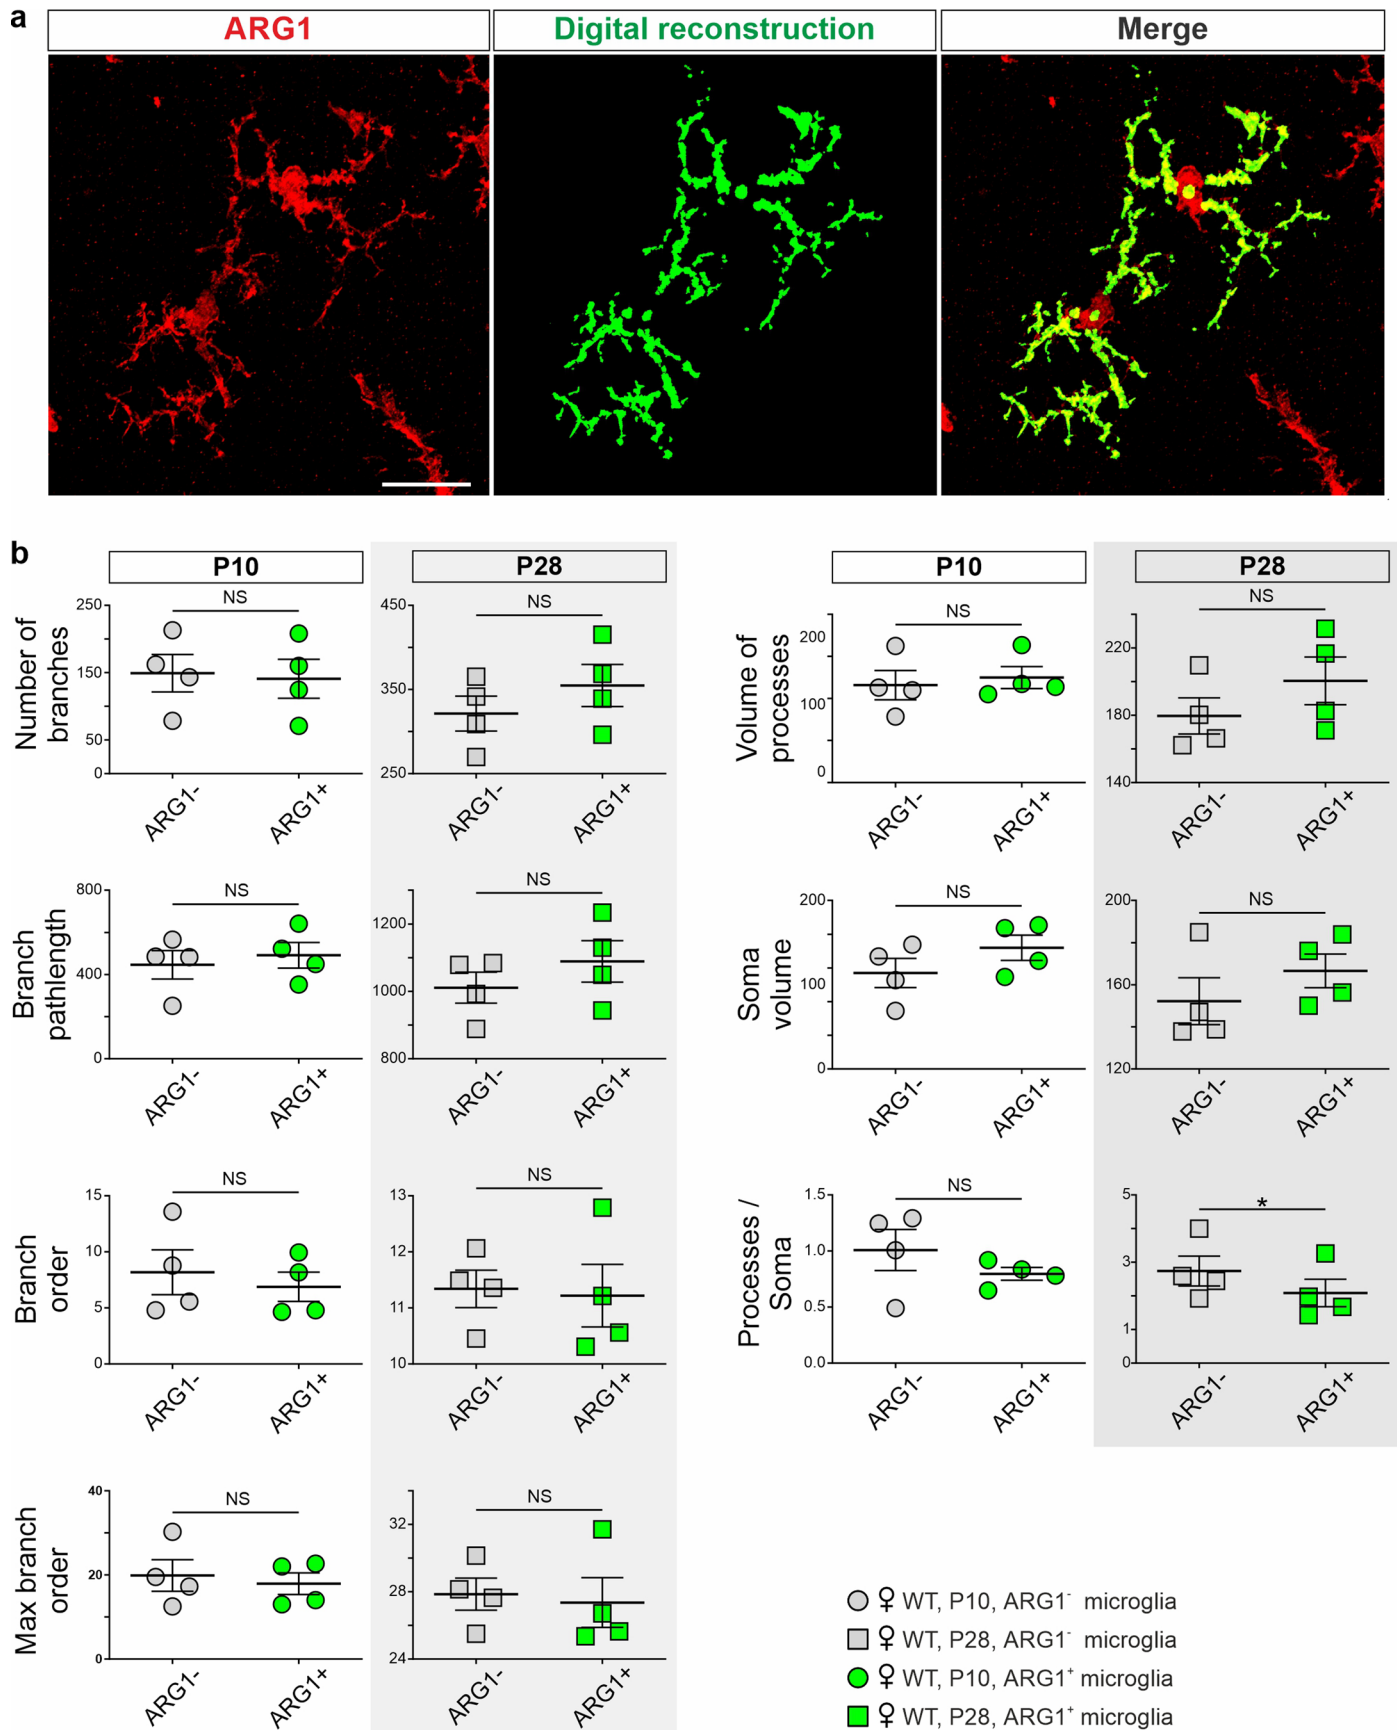 a
ARG1
Digital reconstruction
Merge
b
P10
P28
P10
P28
Number of
branches
250
150
50
0
NS
ARG1-
ARG1+
450
350
250
NS
ARG1-
ARG1+
Volume of
processes
200
100
0
NS
ARG1-
ARG1+
220
180
140
NS
ARG1-
ARG1+
Branch
pathlength
800
400
0
NS
ARG1-
ARG1+
1200
1000
800
NS
ARG1-
ARG1+
Soma
volume
200
100
0
NS
ARG1-
ARG1+
200
160
120
NS
ARG1-
ARG1+
Branch
order
15
10
5
0
NS
ARG1-
ARG1+
13
12
11
10
NS
ARG1-
ARG1+
Processes /
Soma
1.5
1.0
0.5
0.0
NS
ARG1-
ARG1+
5
3
1
0
*
ARG1-
ARG1+
Max branch
order
40
20
0
NS
ARG1-
ARG1+
32
28
24
NS
ARG1-
ARG1+
♀ WT, P10, ARG1⁻ microglia
♀ WT, P28, ARG1⁻ microglia
♀ WT, P10, ARG1⁺ microglia
♀ WT, P28, ARG1⁺ microglia